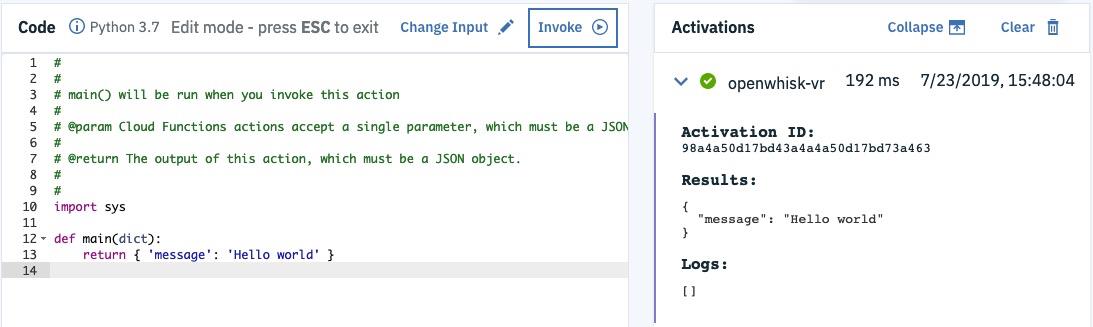 Code Python 3.7 Edit mode - press ESC to exit Change Input Invoke
1 #
2 #
3 # main() will be run when you invoke this action
4 #
5 # @param Cloud Functions actions accept a single parameter, which must be a JSON
6 #
7 # @return The output of this action, which must be a JSON object.
8 #
9 #
10 import sys
11
12 def main(dict):
13 return { 'message': 'Hello world' }
14
Activations Collapse Clear
openwhisk-vr 192 ms 7/23/2019, 15:48:04
Activation ID:
98a4a50d17bd43a4a4a50d17bd73a463
Results:
{
"message": "Hello world"
}
Logs:
[]